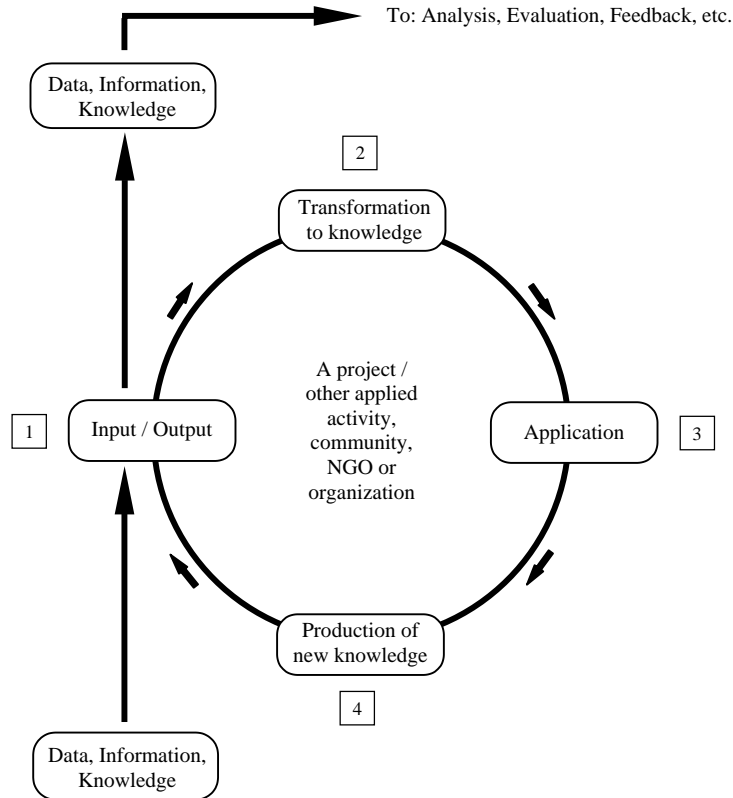 To: Analysis, Evaluation, Feedback, etc.
Data, Information,
Knowledge
2
Transformation
to knowledge
A project /
other applied
activity,
community,
NGO or
organization
1
Input / Output
Application
3
Production of
new knowledge
4
Data, Information,
Knowledge